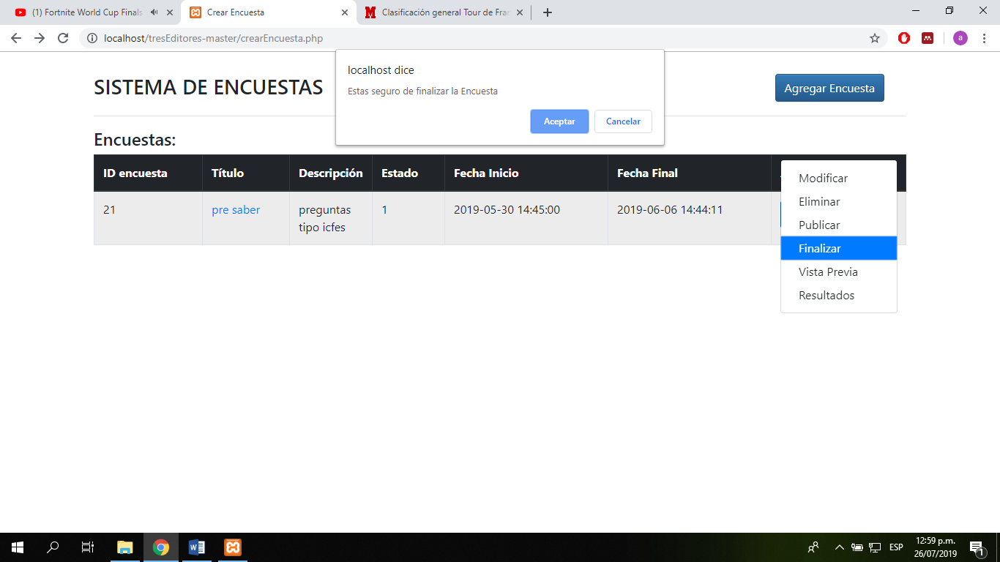 (1) Fortnite World Cup Finals
Crear Encuesta
Clasificación general Tour de Fran
localhost/tresEditores-master/crearEncuesta.php
a
localhost dice
Estas seguro de finalizar la Encuesta
Aceptar
Cancelar
SISTEMA DE ENCUESTAS
Agregar Encuesta
Encuestas:
ID encuesta Título Descripción Estado Fecha Inicio Fecha Final
21 pre saber preguntas tipo icfes 1 2019-05-30 14:45:00 2019-06-06 14:44:11
Modificar
Eliminar
Publicar
Finalizar
Vista Previa
Resultados
ESP
12:59 p.m.
26/07/2019
1